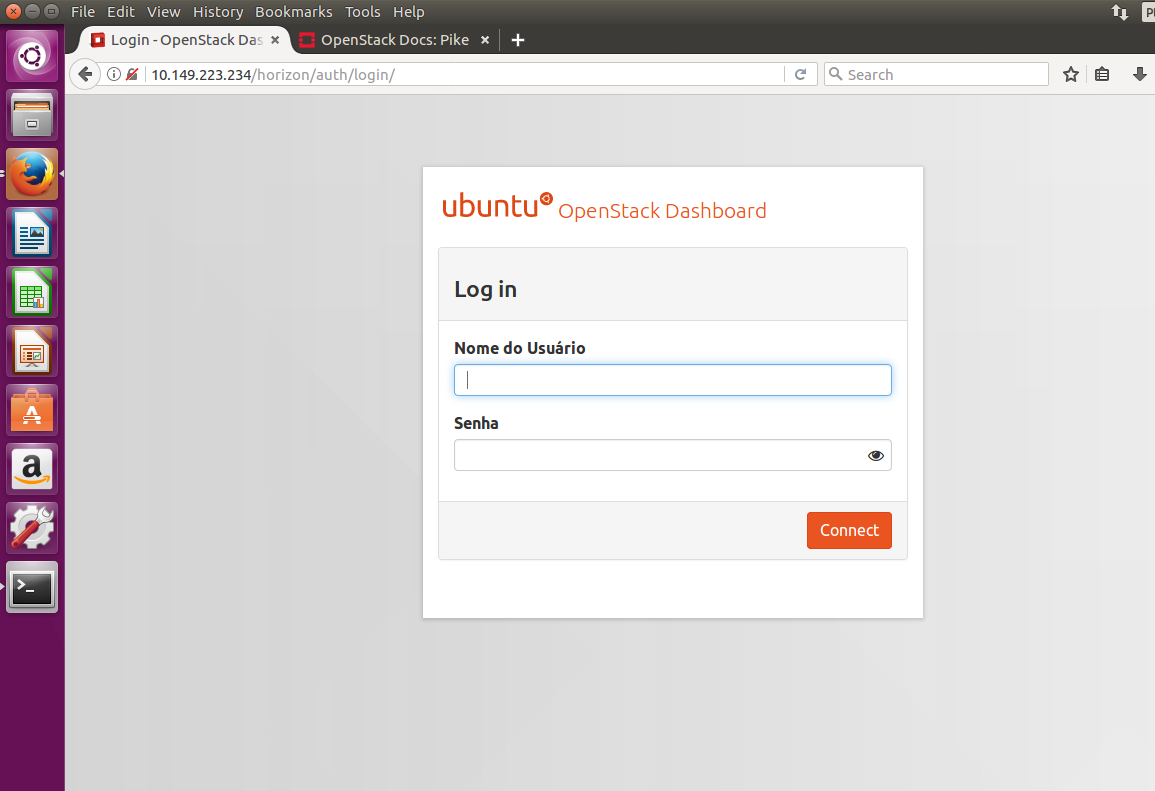 File Edit View History Bookmarks Tools Help
Login - OpenStack Das
OpenStack Docs: Pike
10.149.223.234/horizon/auth/login/
Search
ubuntu OpenStack Dashboard
Log in
Nome do Usuário
Senha
Connect